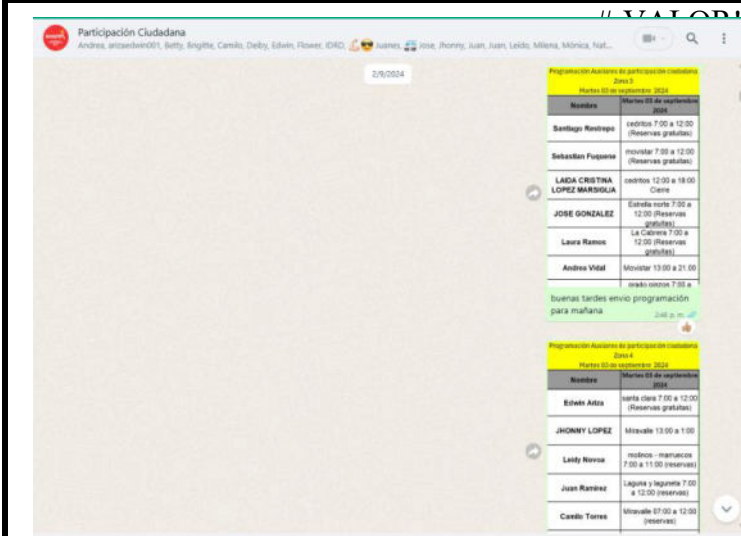 # VALOR!
Participación Ciudadana
Andrea, arizaedwin001, Betty, Brigitte, Camilo, Deiby, Edwin, Flower, IDRD, 💪😎 Juanes, Jose, Jhonny, Juan, Juan, Leido, Milena, Mónica, Nat...
2/9/2024
Programación Auxiliares de participación ciudadana
Zona 3
Martes 03 de septiembre 2024
Nombre
Martes 03 de septiembre
2024
Santiago Restrepo
cedritos 7:00 a 12:00
(Reservas gratuitas)
Sebastian Fuquene
movistar 7:00 a 12:00
(Reservas gratuitas)
LAIDA CRISTINA
LOPEZ MARSIGLIA
cedritos 12:00 a 18:00
Cierre
JOSE GONZALEZ
Estrella norte 7:00 a
12:00 (Reservas
gratuitas)
Laura Ramos
La Cabrera 7:00 a
12:00 (Reservas
gratuitas)
Andrea Vidal
Movistar 13:00 a 21:00
prado pinzon 7:00 a
buenas tardes envio programación
para mañana
2:48 p. m.
Programación Auxiliares de participación ciudadana
Zona 4
Martes 03 de septiembre 2024
Nombre
Martes 03 de septiembre
2024
Edwin Ariza
santa clara 7:00 a 12:00
(Reservas gratuitas)
JHONNY LOPEZ
Miravalle 13:00 a 1:00
Leidy Novoa
molinos - marruecos
7:00 a 11:00 (reservas)
Juan Ramirez
Laguna y laguneta 7:00
a 12:00 (reservas)
Camilo Torres
Miravalle 07:00 a 12:00
(reservas)